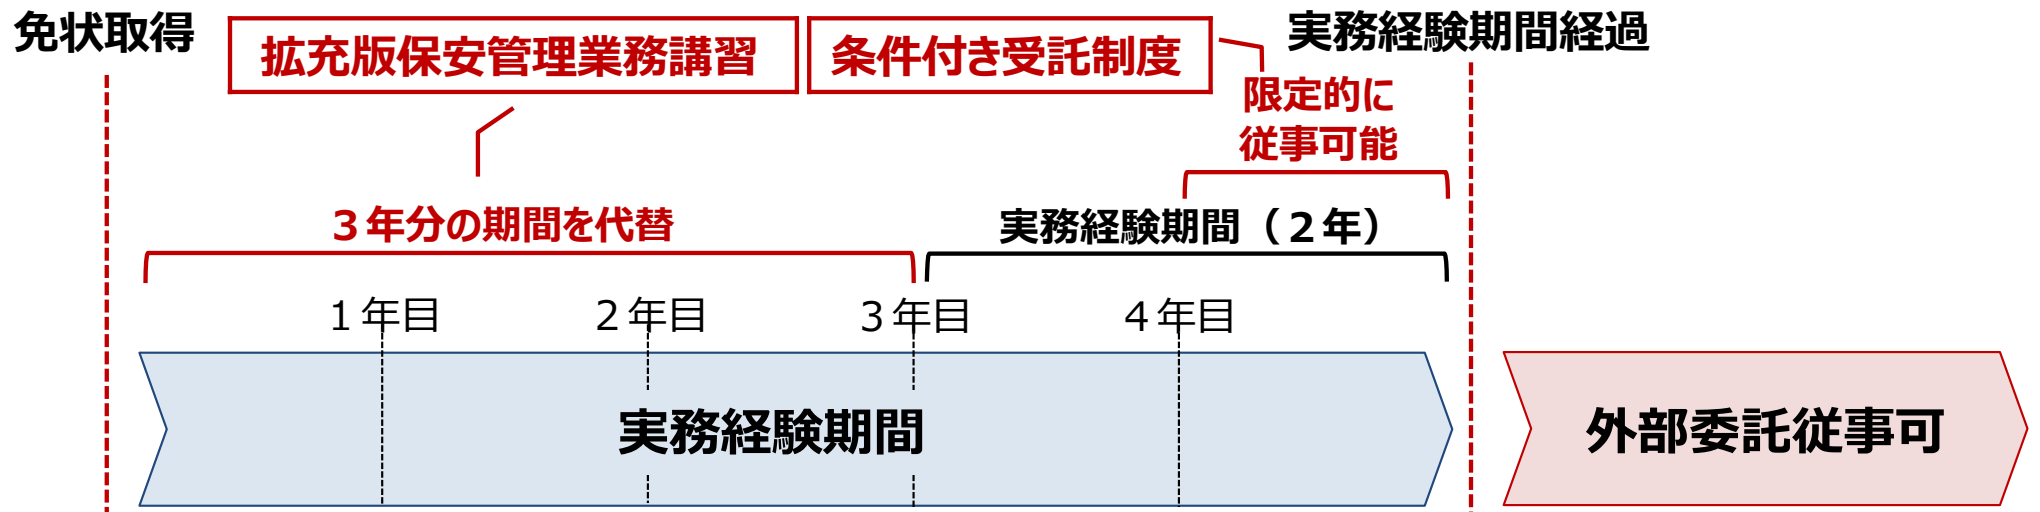 免状取得
拡充版保安管理業務講習
条件付き受託制度
実務経験期間経過
限定的に
従事可能
３年分の期間を代替
実務経験期間（２年）
１年目
２年目
３年目
４年目
実務経験期間
外部委託従事可